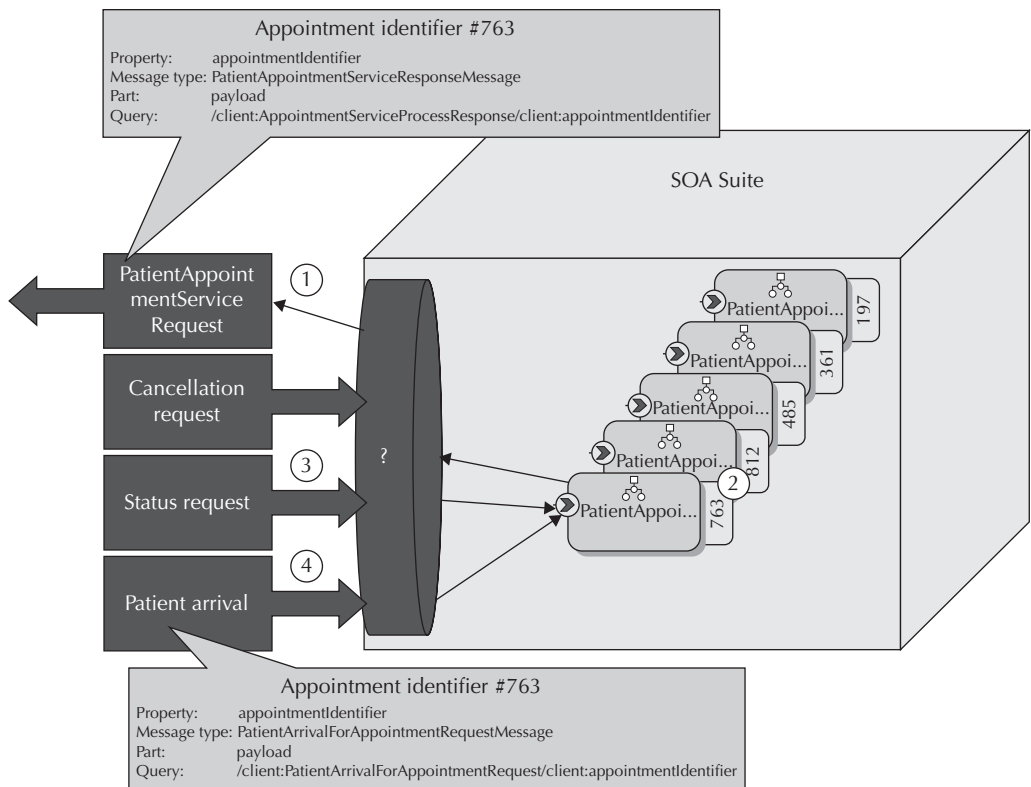 Appointment identifier #763
Property: appointmentIdentifier
Message type: PatientAppointmentServiceResponseMessage
Part: payload
Query: /client:AppointmentServiceProcessResponse/client:appointmentIdentifier
SOA Suite
PatientAppoin
tmentService
Request
1
Cancellation
request
Status request
3
Patient arrival
4
?
PatientAppoi...
197
PatientAppoi...
361
PatientAppoi...
485
PatientAppoi...
812
2
PatientAppoi...
763
Appointment identifier #763
Property: appointmentIdentifier
Message type: PatientArrivalForAppointmentRequestMessage
Part: payload
Query: /client:PatientArrivalForAppointmentRequest/client:appointmentIdentifier